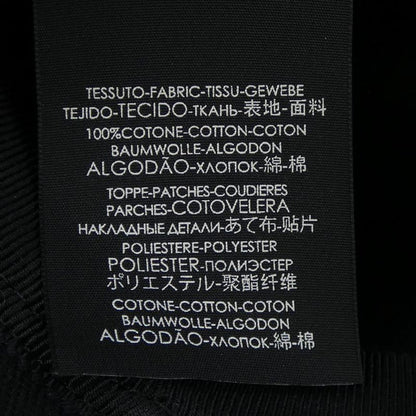 TESSUTO-FABRIC-TISSU-GEWEBE
TEJIDO-TECIDO-ТКАНЬ-表地-面料
100%COTONE-COTTON-COTON
BAUMWOLLE-ALGODON
ALGODÃO-ХЛОПОК-綿-棉
TOPPE-PATCHES-COUDIERES
PARCHES-COTOVELERA
НАКЛАДНЫЕ ДЕТАЛИ-あて布-贴片
POLIESTERE-POLYESTER
POLIESTER-ПОЛИЭСТЕР
ポリエステル-聚酯纤维
COTONE-COTTON-COTON
BAUMWOLLE-ALGODON
ALGODÃO-ХЛОПОК-綿-棉